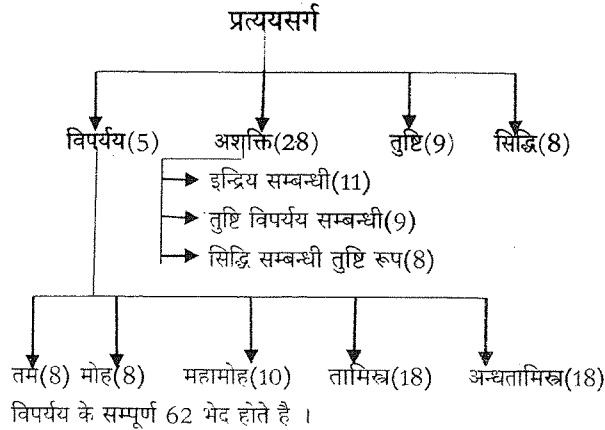 प्रत्ययसर्ग
विपर्यय(5) अशक्ति(28) तुष्टि(9) सिद्धि(8)
इन्द्रिय सम्बन्धी(11)
तुष्टि विपर्यय सम्बन्धी(9)
सिद्धि सम्बन्धी तुष्टि रूप(8)
तम(8) मोह(8) महामोह(10) तामिस्त्र(18) अन्धतामिस्त्र(18)
विपर्यय के सम्पूर्ण 62 भेद होते है ।